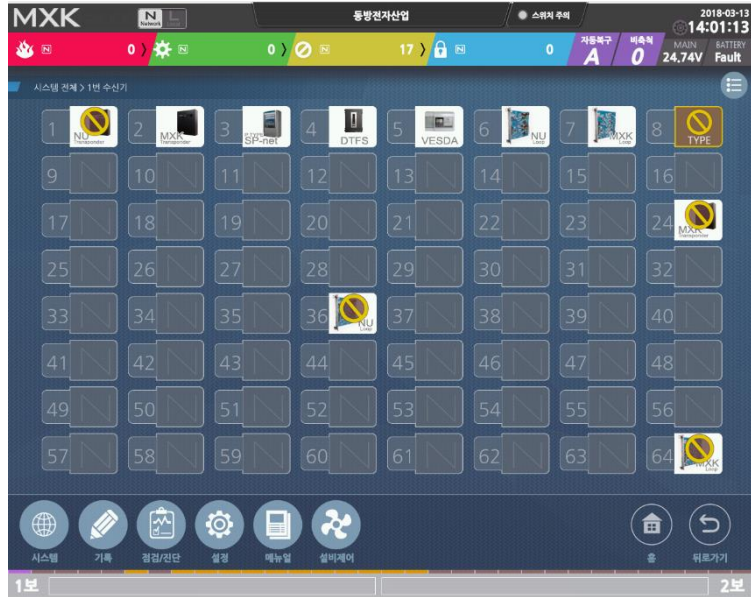 MXK
N
Network
L
동방전자산업
스위치 주의
2018-03-13
14:01:13
N 0
N 0
N 17
N 0
자동복구
A
비축척
0
MAIN
24.74V
BATTERY
Fault
시스템 전체 > 1번 수신기
1 NU Transponder
2 MXK Transponder
3 P TYPE SP-net
4 DTFS
5 VESDA
6 NU Loop
7 MXK Loop
8 TYPE
9 10 11 12 13 14 15 16
17 18 19 20 21 22 23
24 MXK Transponder
25 26 27 28 29 30 31 32
33 34 35
36 NU Loop
37 38 39 40
41 42 43 44 45 46 47 48
49 50 51 52 53 54 55 56
57 58 59 60 61 62 63
64 MXK Loop
시스템
기록
점검/진단
설정
메뉴얼
설비제어
홈
뒤로가기
1보
2보